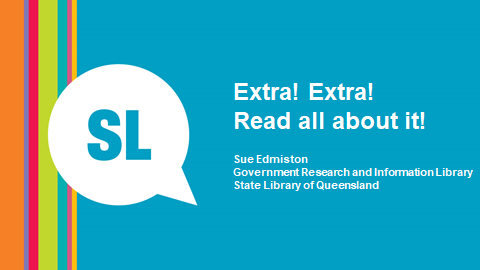 SL
Extra! Extra!
Read all about it!
Sue Edmiston
Government Research and Information Library
State Library of Queensland